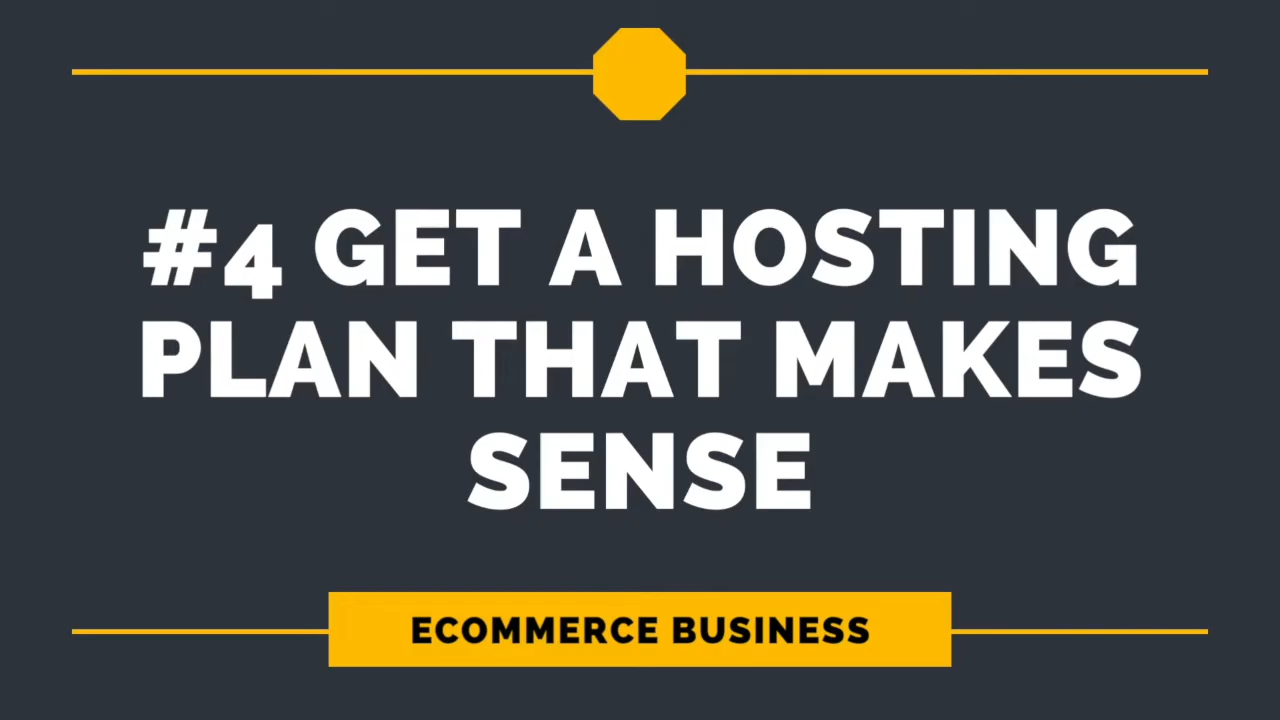 #4 GET A HOSTING
PLAN THAT MAKES
SENSE
ECOMMERCE BUSINESS